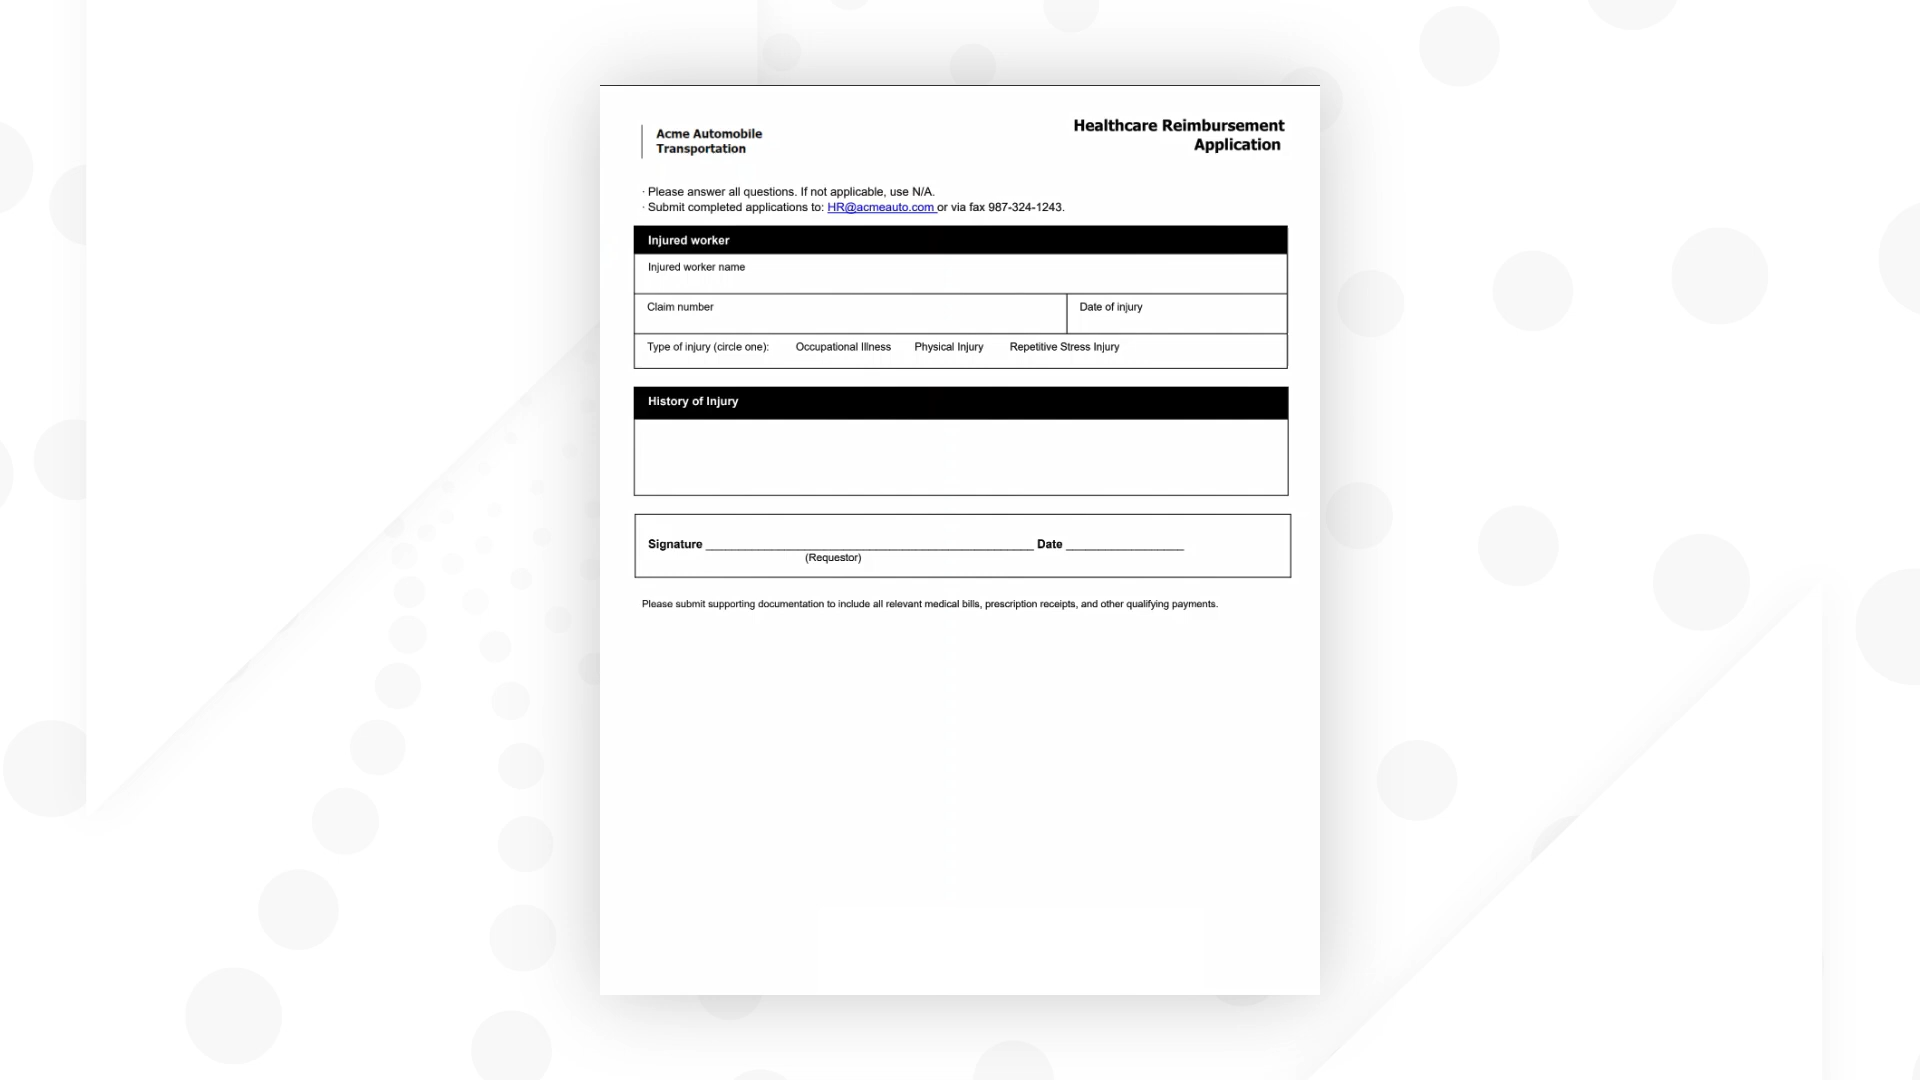 Acme Automobile
Transportation
Healthcare Reimbursement
Application
· Please answer all questions. If not applicable, use N/A.
· Submit completed applications to: HR@acmeauto.com or via fax 987-324-1243.
Injured worker
Injured worker name
Claim number
Date of injury
Type of injury (circle one): Occupational Illness Physical Injury Repetitive Stress Injury
History of Injury
Signature ______________________ Date ______________
(Requestor)
Please submit supporting documentation to include all relevant medical bills, prescription receipts, and other qualifying payments.